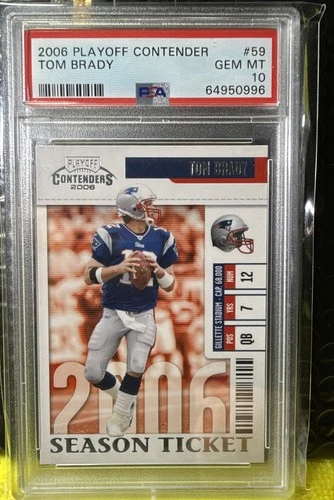 2006 PLAYOFF CONTENDER #59
TOM BRADY GEM MT
10
PSA 64950996
PLAYOFF
CONTENDERS
2006
TOM BRADY
GILLETTE STADIUM - CAP. 68,000
NUM 12
YRS 7
POS QB
2006
SEASON TICKET